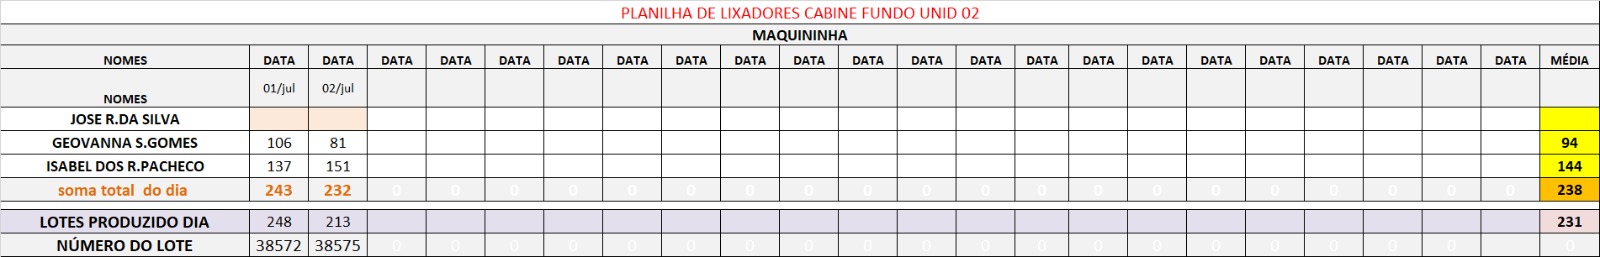 PLANILHA DE LIXADORES CABINE FUNDO UNID 02
MAQUININHA
NOMES DATA DATA DATA DATA DATA DATA DATA DATA DATA DATA DATA DATA DATA DATA DATA DATA DATA DATA DATA DATA DATA DATA MÉDIA
NOMES 01/jul 02/jul
JOSE R.DA SILVA
GEOVANNA S.GOMES 106 81 94
ISABEL DOS R.PACHECO 137 151 144
soma total do dia 243 232 0 0 0 0 0 0 0 0 0 0 0 0 0 0 0 0 0 0 0 0 238
LOTES PRODUZIDO DIA 248 213 231
NÚMERO DO LOTE 38572 38575 0 0 0 0 0 0 0 0 0 0 0 0 0 0 0 0 0 0 0